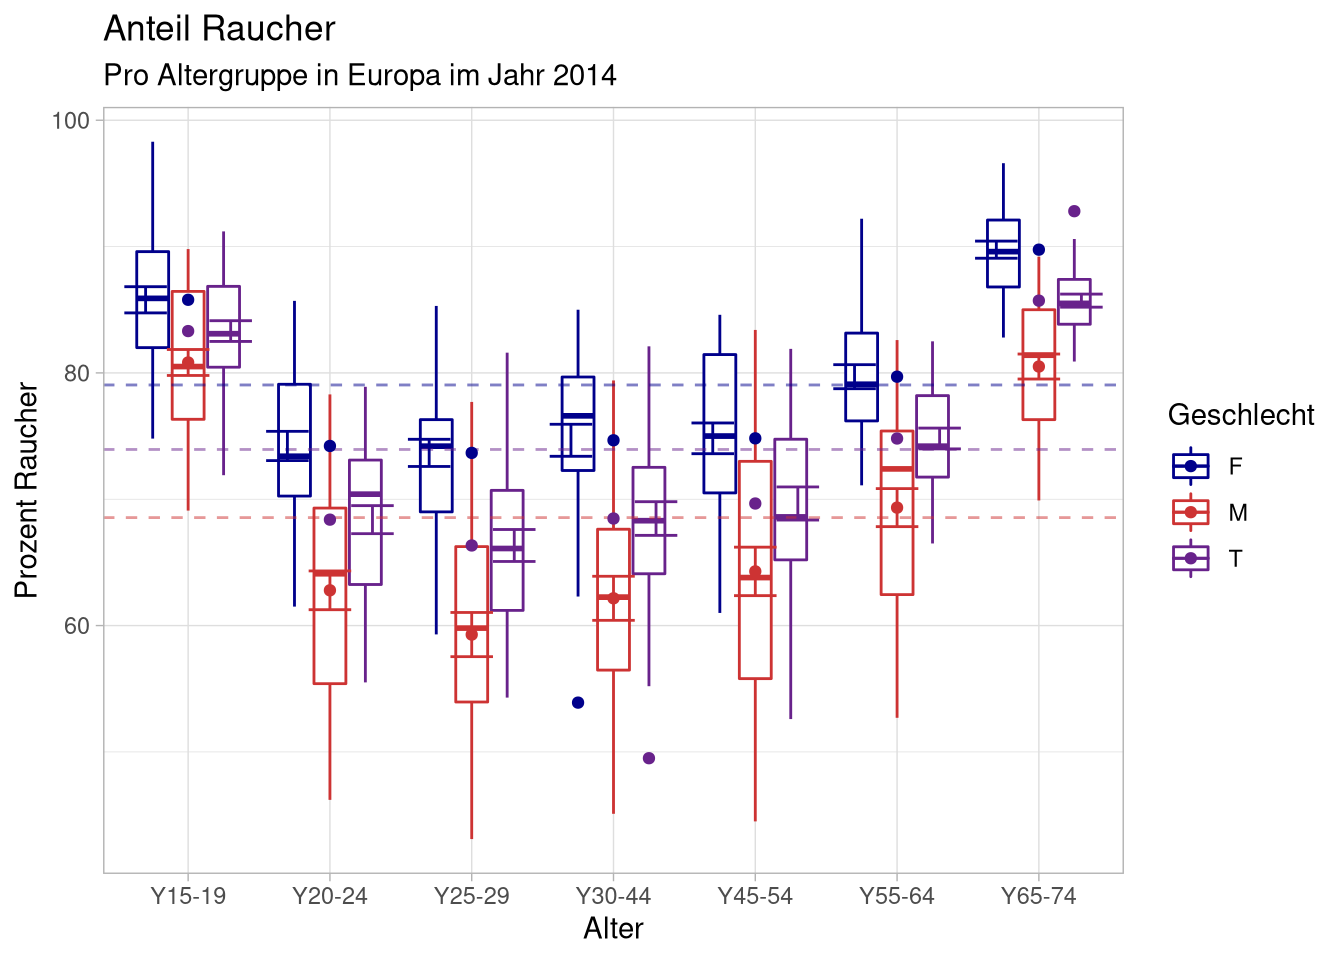 Anteil Raucher
Pro Altergruppe in Europa im Jahr 2014
Prozent Raucher
100
80
60
Y15-19 Y20-24 Y25-29 Y30-44 Y45-54 Y55-64 Y65-74
Alter
Geschlecht
F
M
T